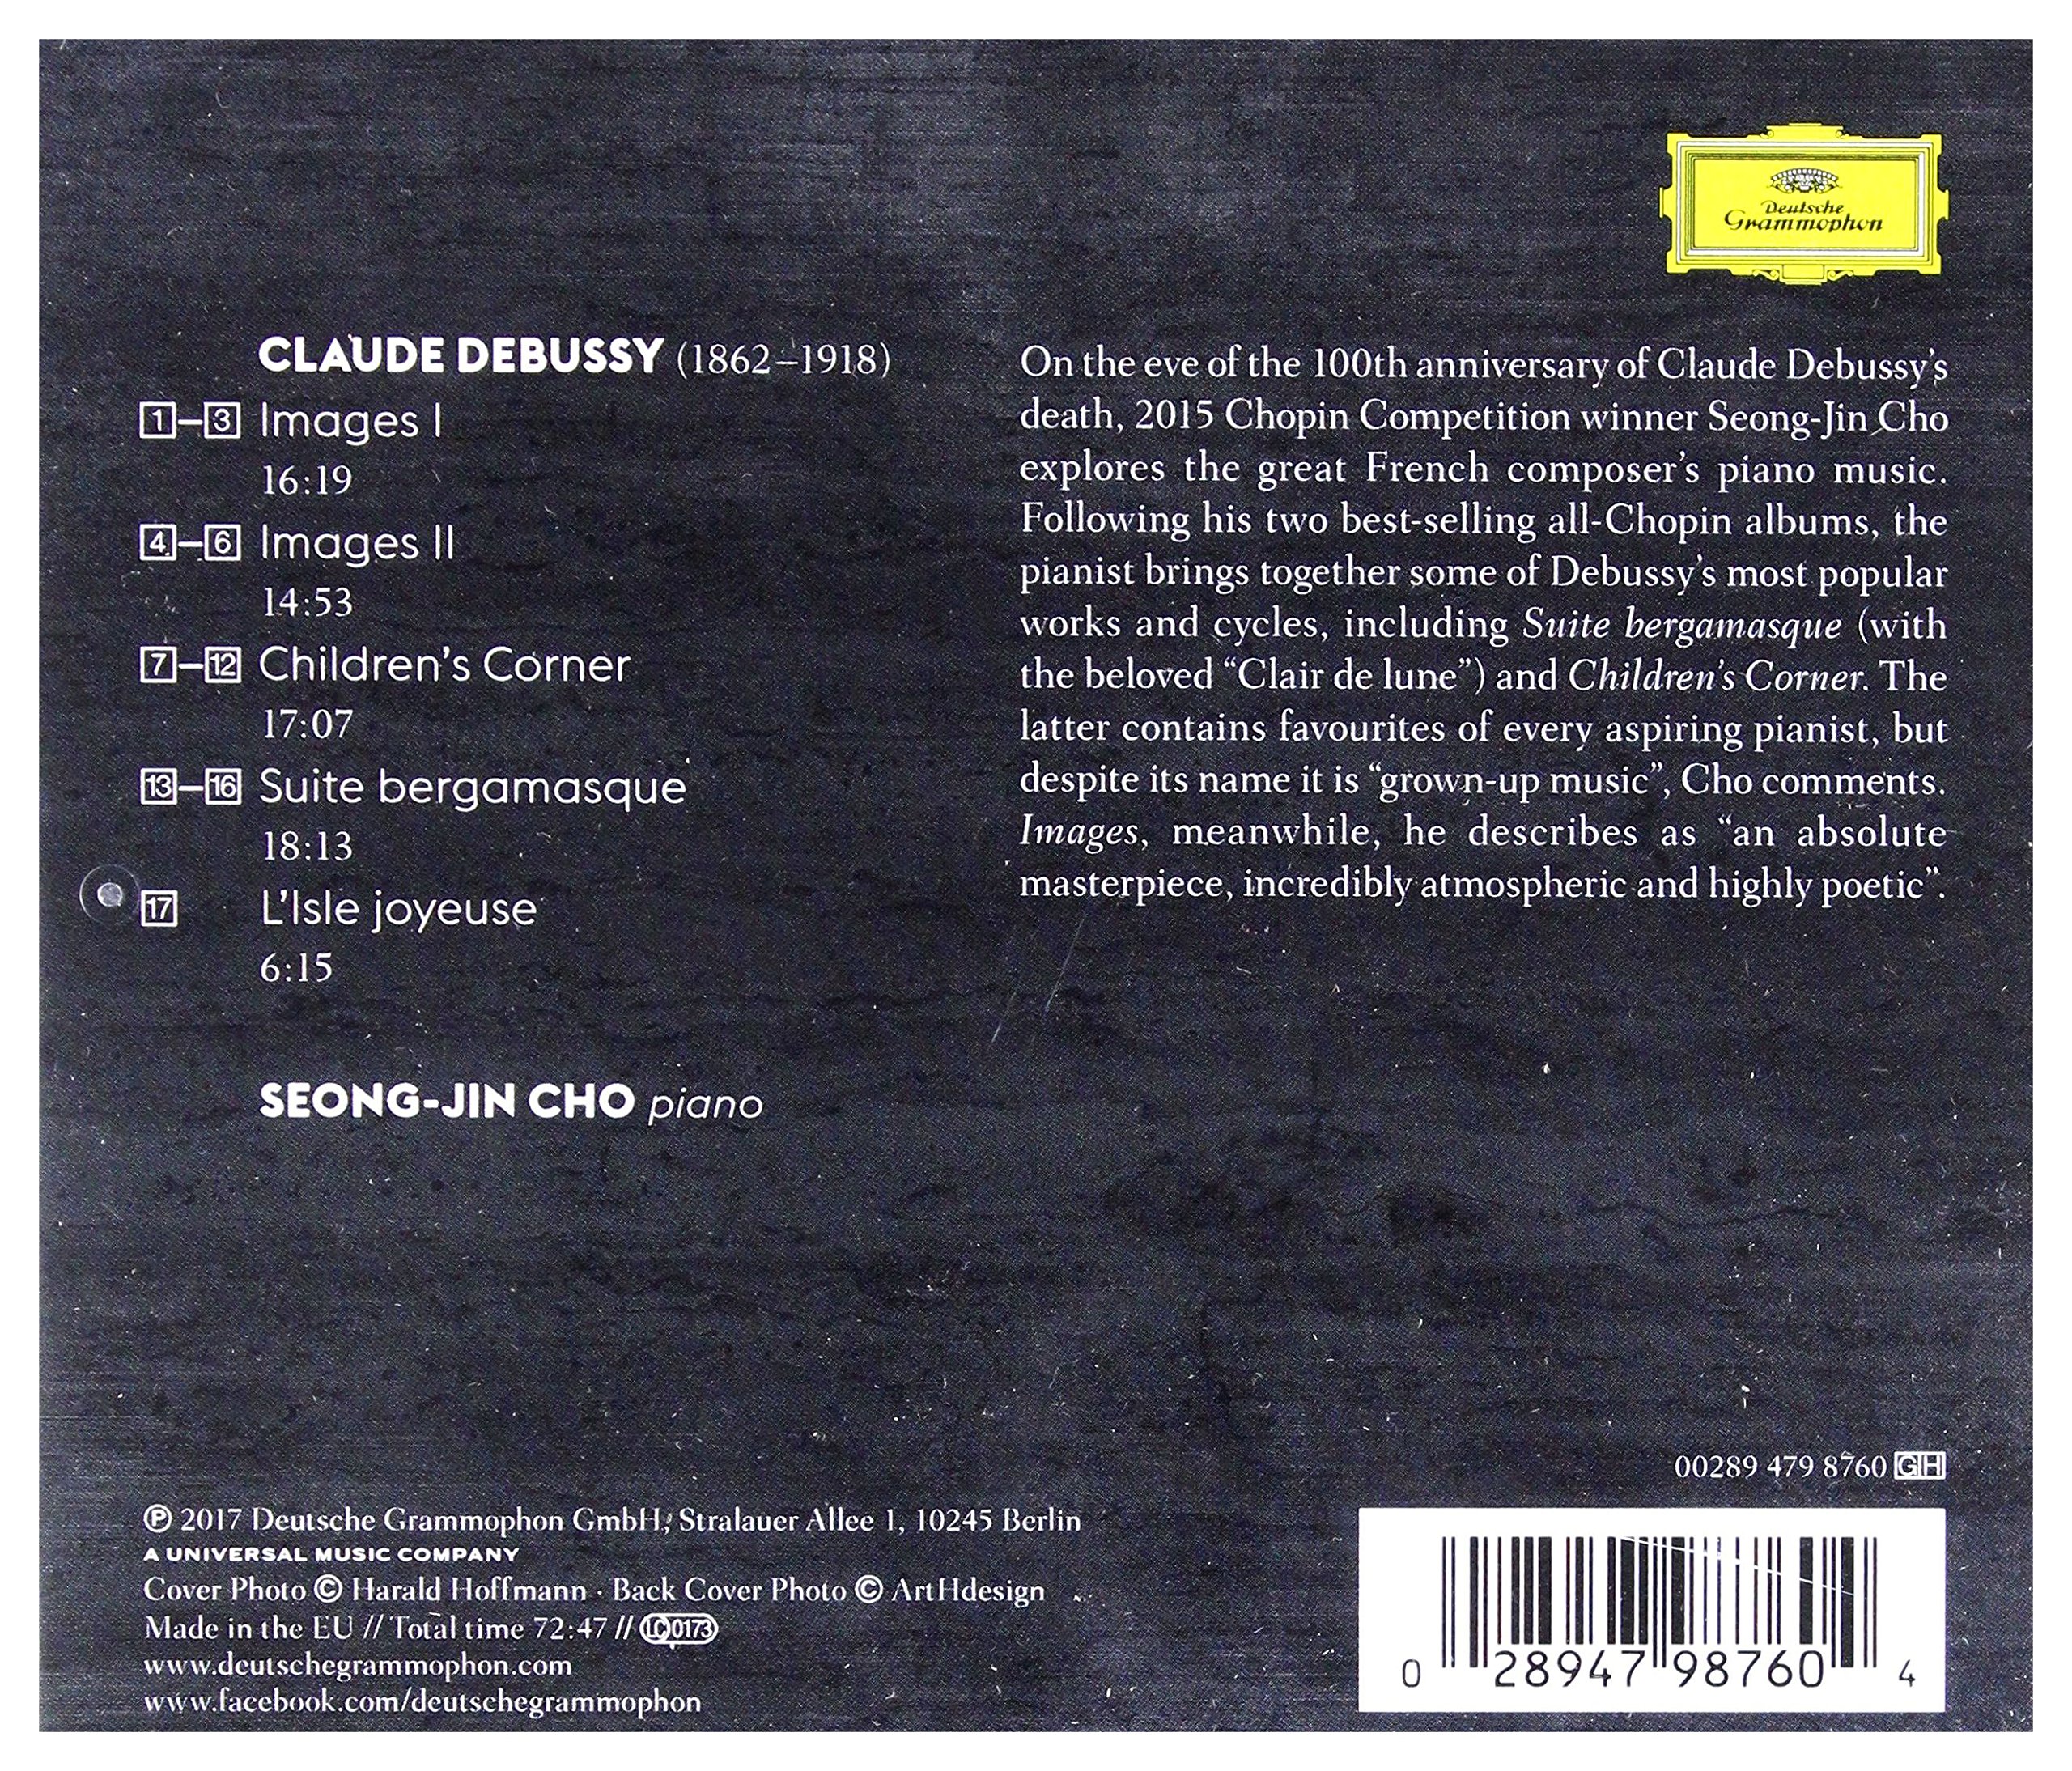 Deutsche
Grammophon
CLAUDE DEBUSSY (1862–1918)
1–3 Images I
16:19
4–6 Images II
14:53
7–12 Children's Corner
17:07
13–16 Suite bergamasque
18:13
17 L'Isle joyeuse
6:15
SEONG-JIN CHO piano
On the eve of the 100th anniversary of Claude Debussy's
death, 2015 Chopin Competition winner Seong-Jin Cho
explores the great French composer's piano music.
Following his two best-selling all-Chopin albums, the
pianist brings together some of Debussy's most popular
works and cycles, including Suite bergamasque (with
the beloved “Clair de lune”) and Children's Corner. The
latter contains favourites of every aspiring pianist, but
despite its name it is “grown-up music”, Cho comments.
Images, meanwhile, he describes as “an absolute
masterpiece, incredibly atmospheric and highly poetic”.
℗ 2017 Deutsche Grammophon GmbH, Stralauer Allee 1, 10245 Berlin
A UNIVERSAL MUSIC COMPANY
Cover Photo © Harald Hoffmann · Back Cover Photo © ArtHdesign
Made in the EU // Total time 72:47 // LC0173
www.deutschegrammophon.com
www.facebook.com/deutschegrammophon
00289 479 8760 GH
0 28947 98760 4